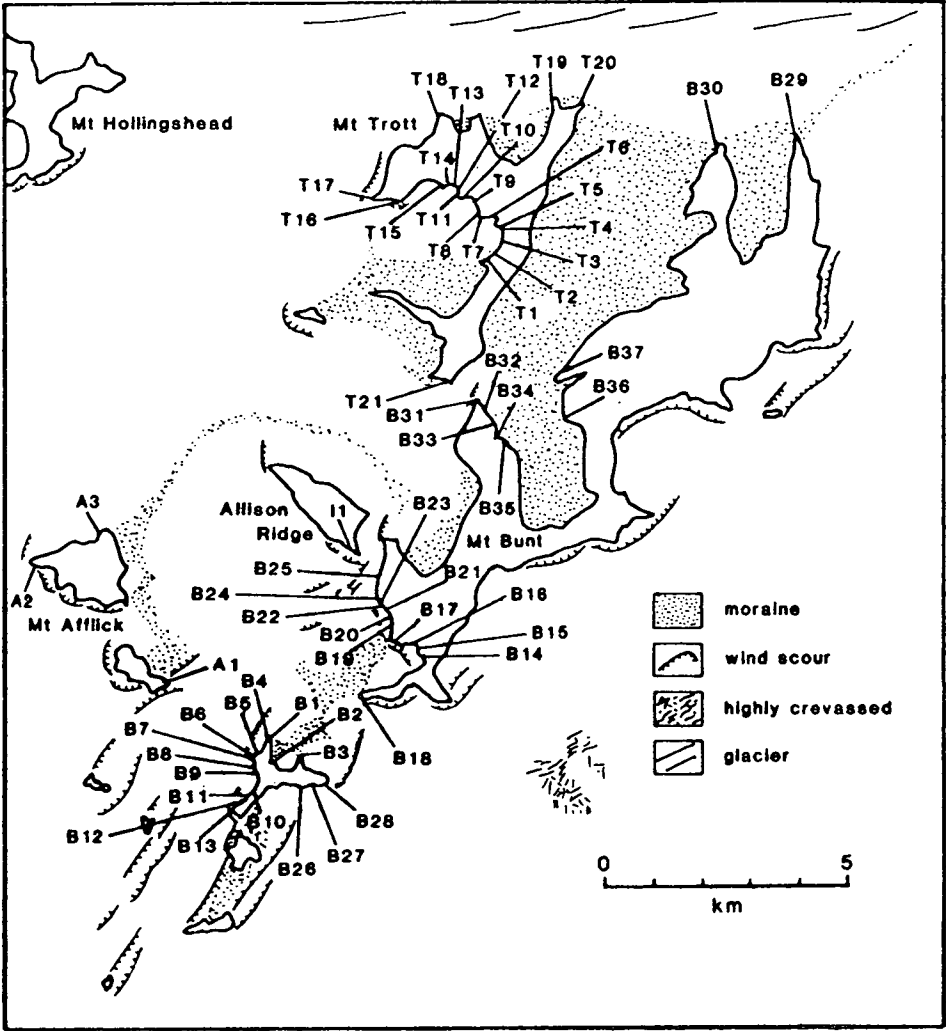 T19 T20
T18
T13
T12
B30
B29
Mt Hollingshead
Mt Trott
T10
T14
T6
T17
T9
T5
T16
T15
T11
T4
T8
T7
T3
T2
T1
B32
B37
B34
B36
T21
B31
B33
A3
Allison
Ridge
I1
B23
B35
Mt Bunt
B25
B21
B24
A2
B22
B17
B16
Mt Afflick
B20
B15
B19
B14
A1
B4
B5
B1
B6
B2
B7
B3
B18
B8
B9
B11
B12
B10
B28
B13
B27
B26
moraine
wind scour
highly crevassed
glacier
0
5
km